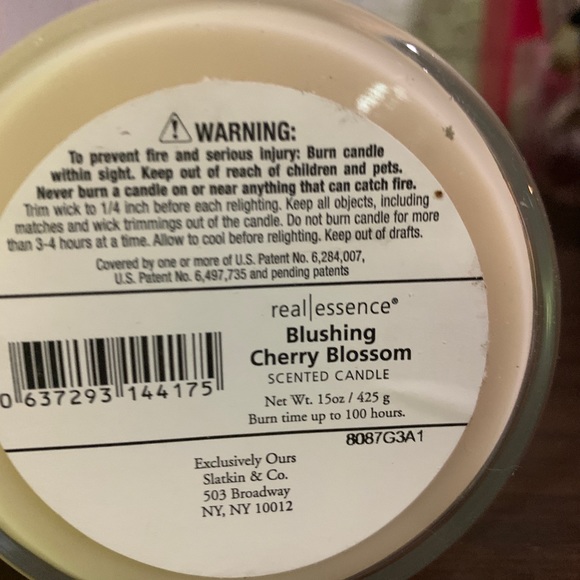 WARNING:
To prevent fire and serious injury: Burn candle
within sight. Keep out of reach of children and pets.
Never burn a candle on or near anything that can catch fire.
Trim wick to 1/4 inch before each relighting. Keep all objects, including
matches and wick trimmings out of the candle. Do not burn candle for more
than 3-4 hours at a time. Allow to cool before relighting. Keep out of drafts.
Covered by one or more of U.S. Patent No. 6,284,007,
U.S. Patent No. 6,497,735 and pending patents
real|essence®
Blushing
Cherry Blossom
SCENTED CANDLE
Net Wt. 15oz / 425 g
Burn time up to 100 hours.
0 637293 144175
8087G3A1
Exclusively Ours
Slatkin & Co.
503 Broadway
NY, NY 10012